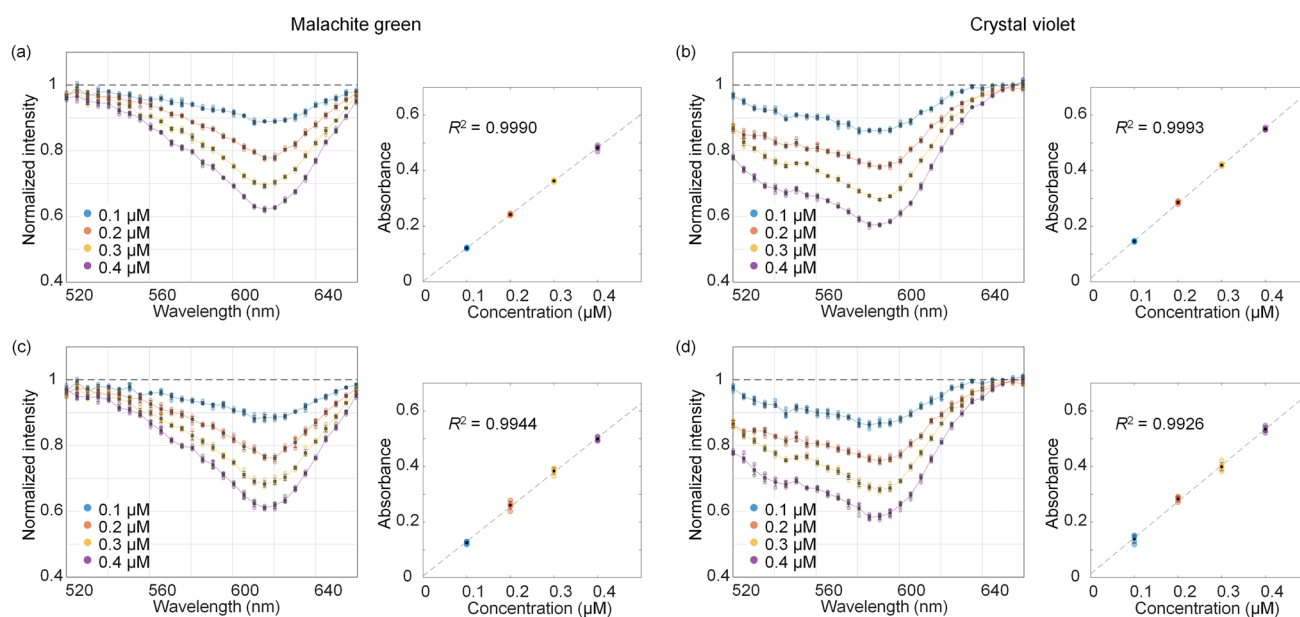 Malachite green
Crystal violet
(a)
1
0.8
0.6
0.4
Normalized intensity
0.1 µM
0.2 µM
0.3 µM
0.4 µM
520 560 600 640
Wavelength (nm)
0.6
0.4
0.2
0
Absorbance
R² = 0.9990
0 0.1 0.2 0.3 0.4
Concentration (µM)
(b)
1
0.8
0.6
0.4
Normalized intensity
0.1 µM
0.2 µM
0.3 µM
0.4 µM
520 560 600 640
Wavelength (nm)
0.6
0.4
0.2
0
Absorbance
R² = 0.9993
0 0.1 0.2 0.3 0.4
Concentration (µM)
(c)
1
0.8
0.6
0.4
Normalized intensity
0.1 µM
0.2 µM
0.3 µM
0.4 µM
520 560 600 640
Wavelength (nm)
0.6
0.4
0.2
0
Absorbance
R² = 0.9944
0 0.1 0.2 0.3 0.4
Concentration (µM)
(d)
1
0.8
0.6
0.4
Normalized intensity
0.1 µM
0.2 µM
0.3 µM
0.4 µM
520 560 600 640
Wavelength (nm)
0.6
0.4
0.2
0
Absorbance
R² = 0.9926
0 0.1 0.2 0.3 0.4
Concentration (µM)